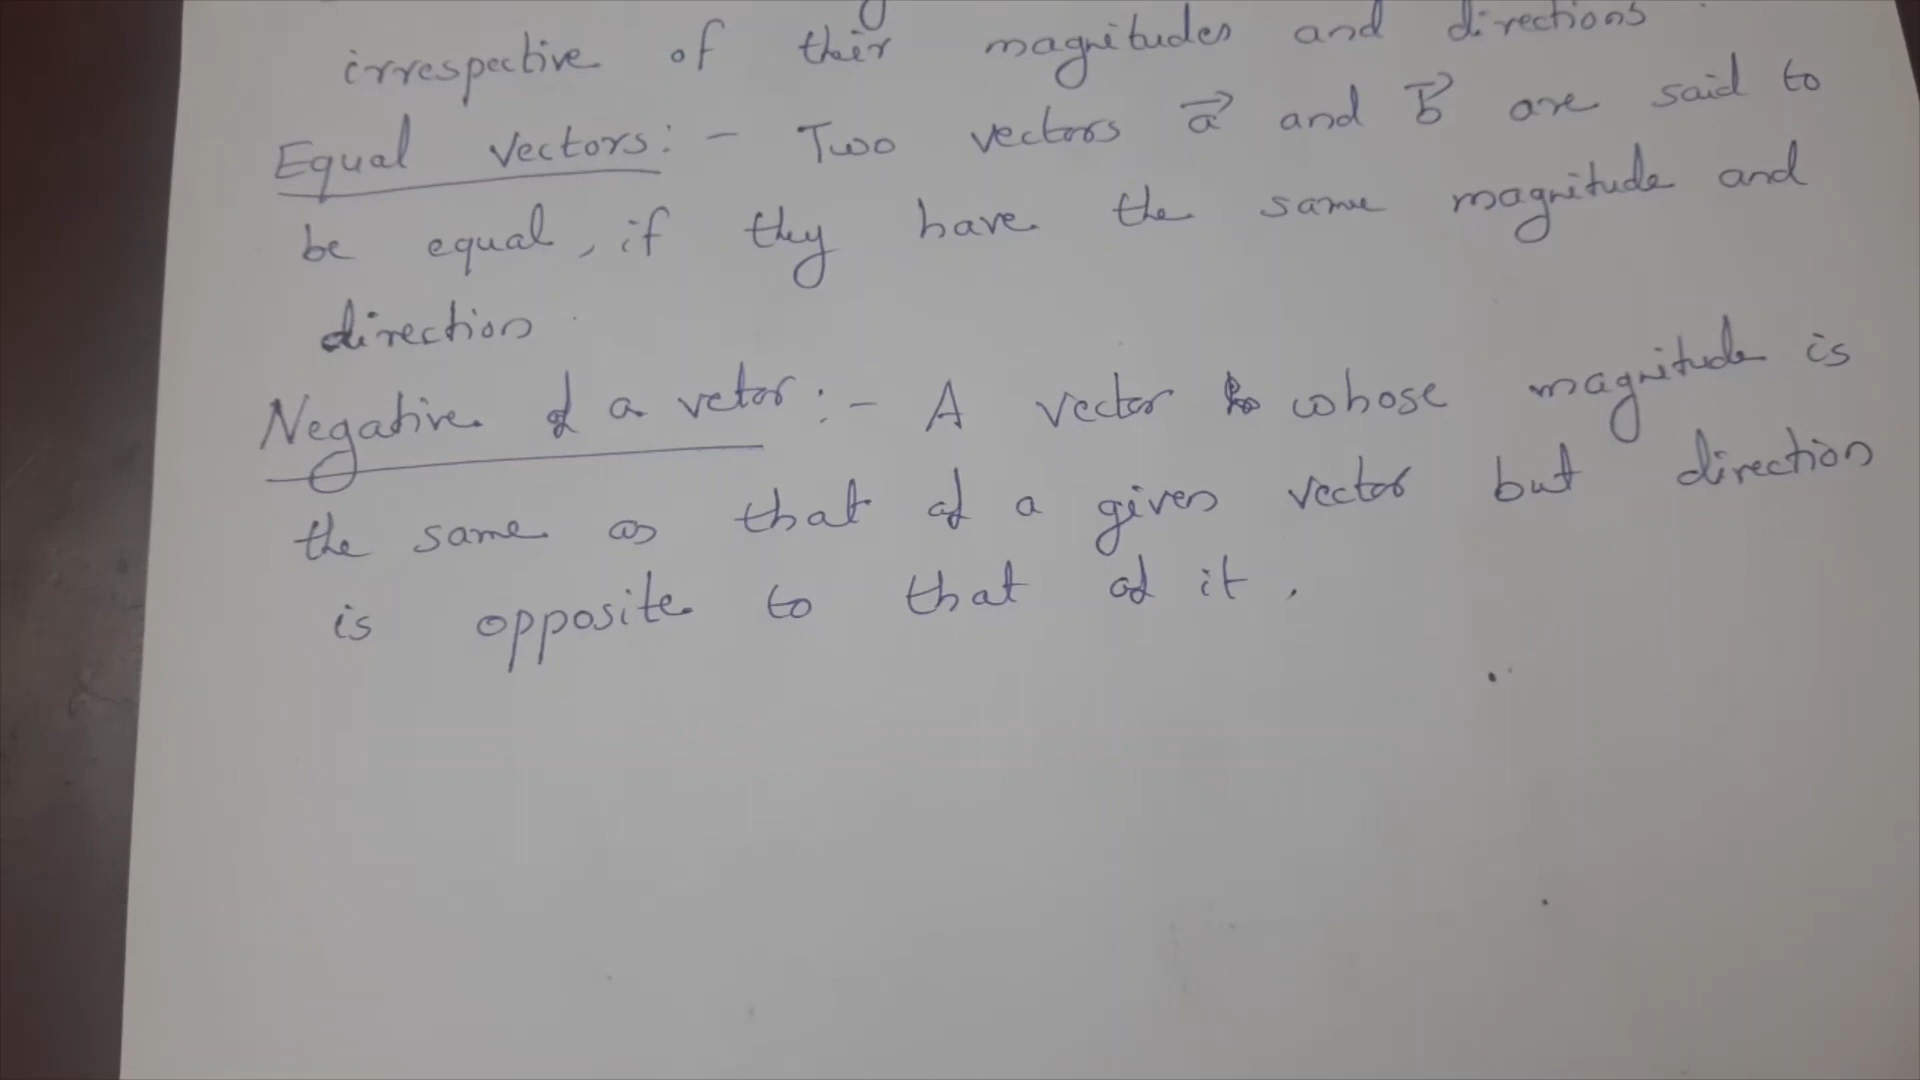 irrespective of their magnitudes and directions.
Equal Vectors:- Two vectors a⃗ and b⃗ are said to
be equal, if they have the same magnitude and
direction.
Negative of a vetor:- A vector whose magnitude is
the same as that of a given vector but direction
is opposite to that of it.